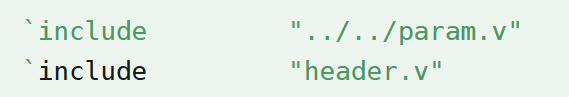 `include         "../../param.v"
`include         "header.v"